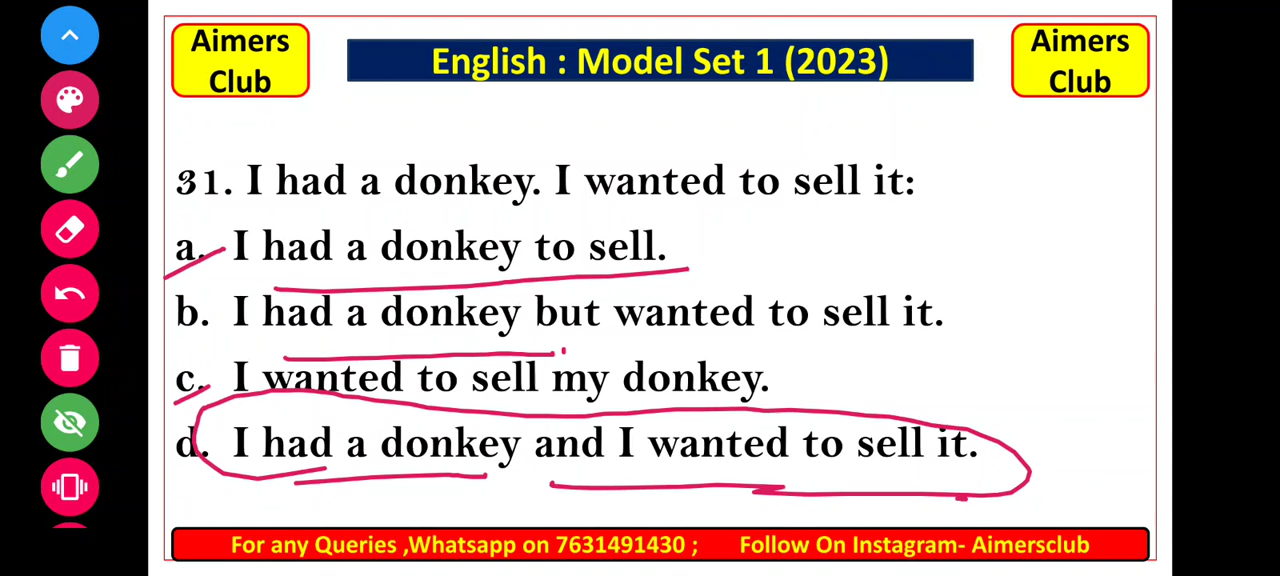 Aimers
Club
English : Model Set 1 (2023)
Aimers
Club
31. I had a donkey. I wanted to sell it:
a. I had a donkey to sell.
b. I had a donkey but wanted to sell it.
c. I wanted to sell my donkey.
d. I had a donkey and I wanted to sell it.
For any Queries ,Whatsapp on 7631491430 ; Follow On Instagram- Aimersclub